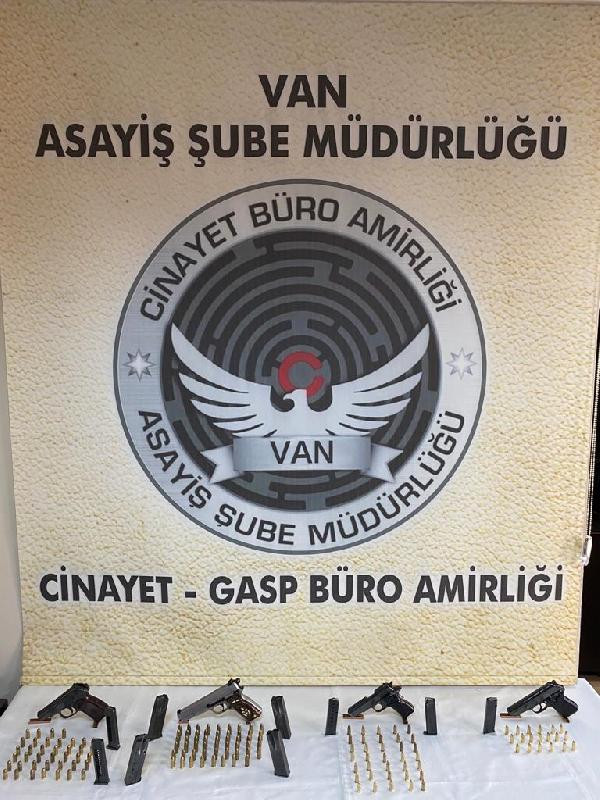 VAN
ASAYİŞ ŞUBE MÜDÜRLÜĞÜ
CİNAYET BÜRO AMİRLİĞİ
VAN
ASAYİŞ ŞUBE MÜDÜRLÜĞÜ
CİNAYET - GASP BÜRO AMİRLİĞİ